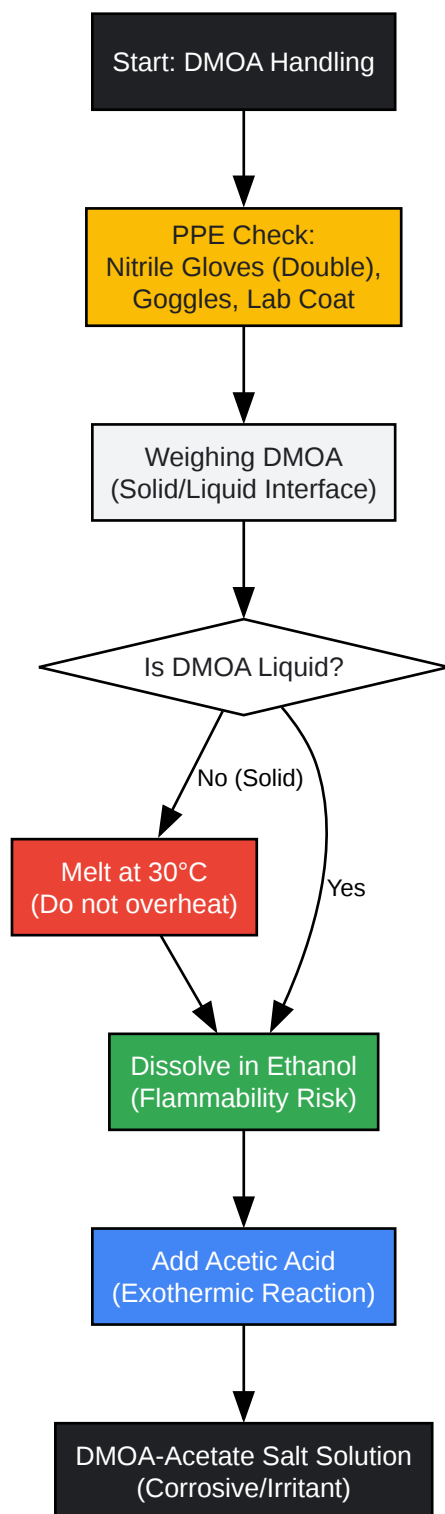 Start: DMOA Handling
PPE Check:
Nitrile Gloves (Double),
Goggles, Lab Coat
Weighing DMOA
(Solid/Liquid Interface)
Is DMOA Liquid?
No (Solid)
Melt at 30°C
(Do not overheat)
Yes
Dissolve in Ethanol
(Flammability Risk)
Add Acetic Acid
(Exothermic Reaction)
DMOA-Acetate Salt Solution
(Corrosive/Irritant)